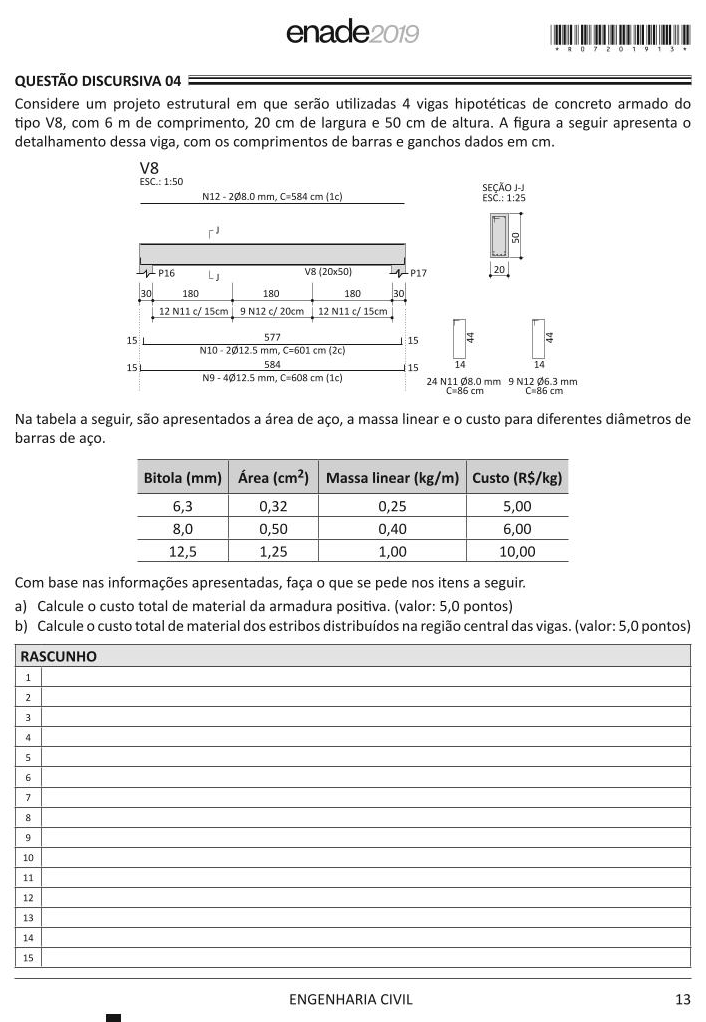 enade2019
* R 0 7 2 0 1 9 1 3 *
QUESTÃO DISCURSIVA 04
Considere um projeto estrutural em que serão utilizadas 4 vigas hipotéticas de concreto armado do
tipo V8, com 6 m de comprimento, 20 cm de largura e 50 cm de altura. A figura a seguir apresenta o
detalhamento dessa viga, com os comprimentos de barras e ganchos dados em cm.
V8
ESC.: 1:50
N12 - 2Ø8.0 mm, C=584 cm (1c)
SEÇÃO J-J
ESC.: 1:25
J
50
P16
J
V8 (20x50)
P17
20
30 180 180 180 30
12 N11 c/ 15cm 9 N12 c/ 20cm 12 N11 c/ 15cm
15 577 15
N10 - 2Ø12.5 mm, C=601 cm (2c)
15 584 15
N9 - 4Ø12.5 mm, C=608 cm (1c)
44 44
14 14
24 N11 Ø8.0 mm 9 N12 Ø6.3 mm
C=86 cm C=86 cm
Na tabela a seguir, são apresentados a área de aço, a massa linear e o custo para diferentes diâmetros de
barras de aço.
Bitola (mm) Área (cm²) Massa linear (kg/m) Custo (R$/kg)
6,3 0,32 0,25 5,00
8,0 0,50 0,40 6,00
12,5 1,25 1,00 10,00
Com base nas informações apresentadas, faça o que se pede nos itens a seguir.
a) Calcule o custo total de material da armadura positiva. (valor: 5,0 pontos)
b) Calcule o custo total de material dos estribos distribuídos na região central das vigas. (valor: 5,0 pontos)
RASCUNHO
1
2
3
4
5
6
7
8
9
10
11
12
13
14
15
ENGENHARIA CIVIL
13